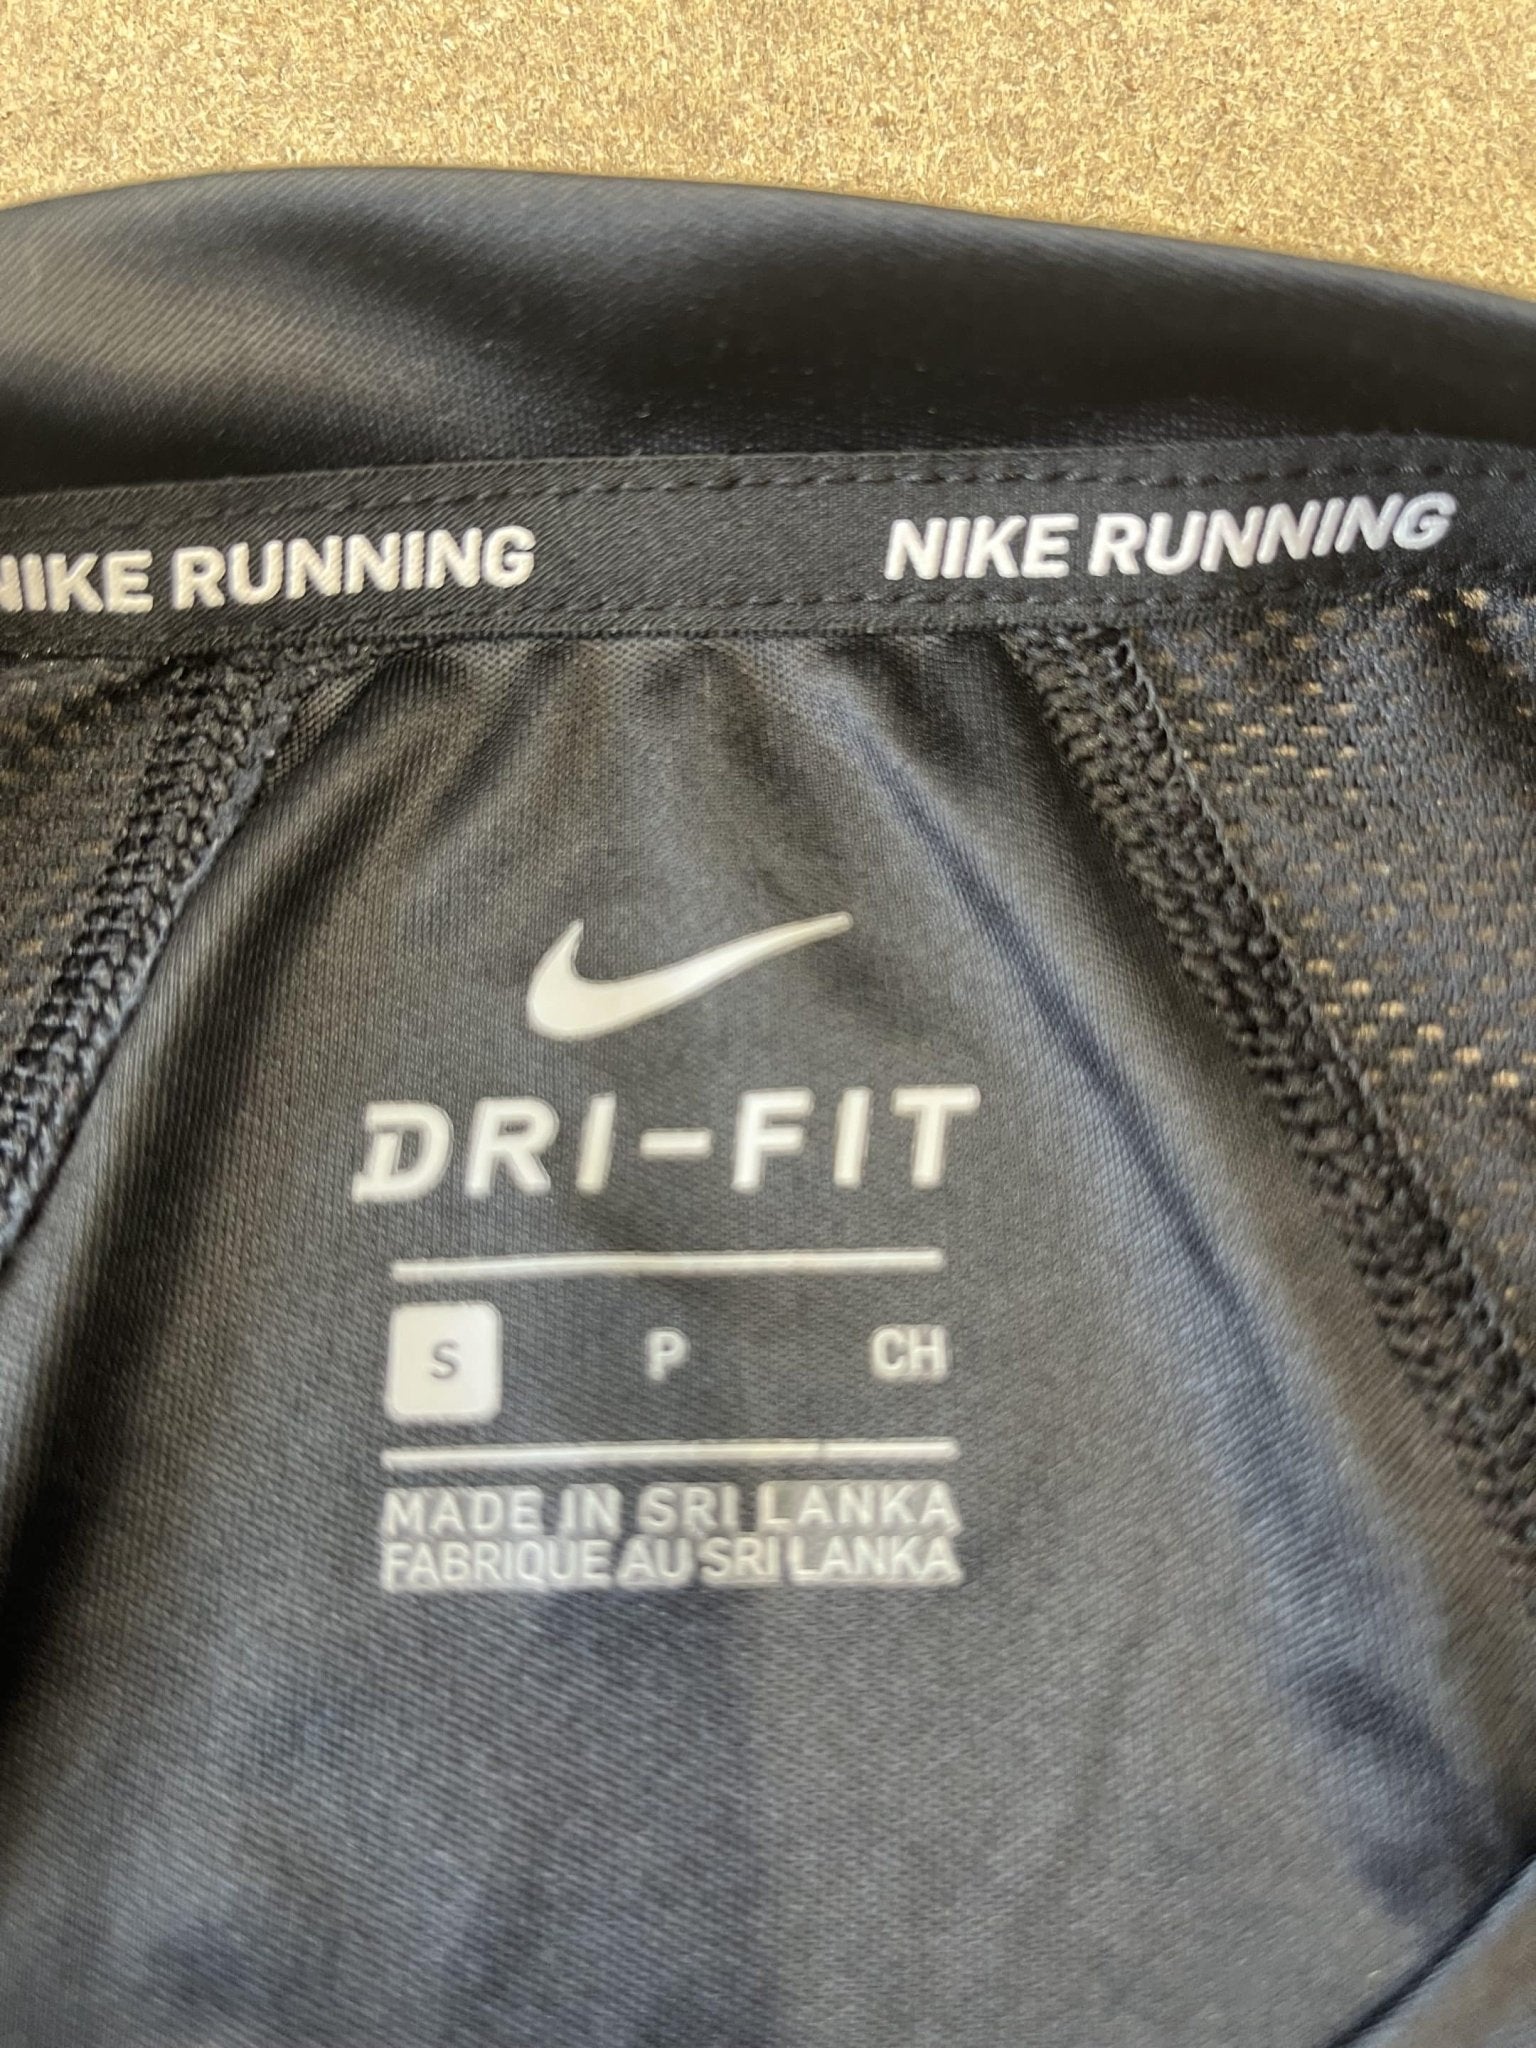 NIKE RUNNING NIKE RUNNING
DRI-FIT
S P CH
MADE IN SRI LANKA
FABRIQUE AU SRI LANKA